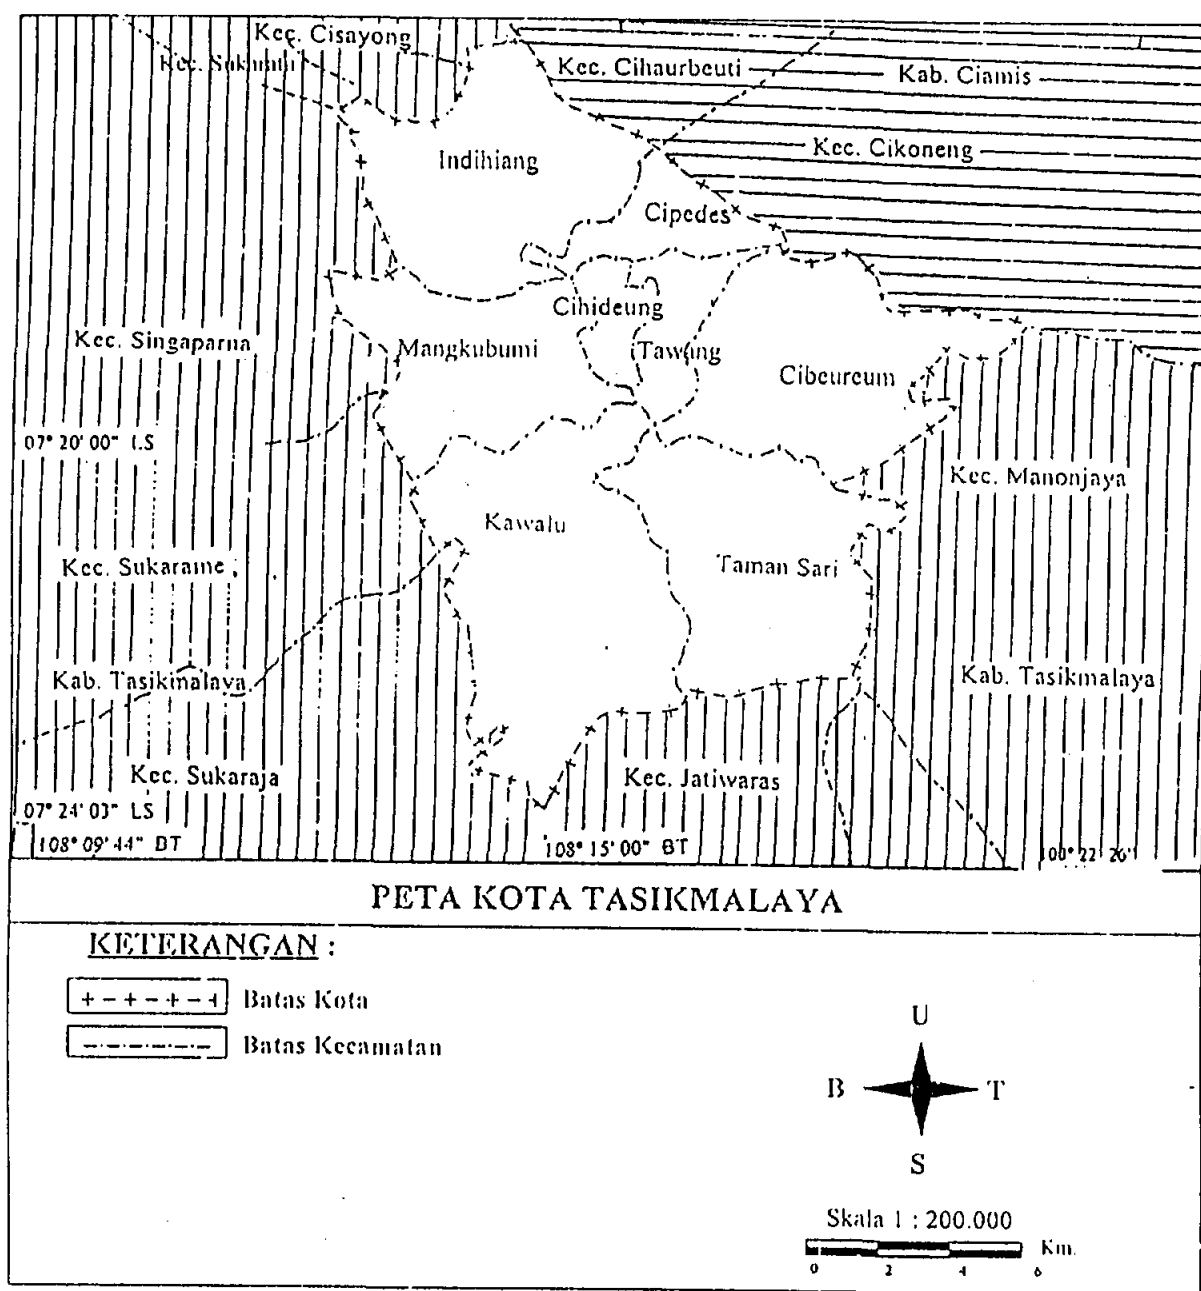 Kec. Cisayong
Kec. Cihaurbeuti
Kab. Ciamis
Kec. Cikoneng
Indihiang
Cipedes
Cihideung
Kec. Singaparna
Mangkubumi
Tawang
Cibeureum
07° 20' 00" LS
Kec. Manonjaya
Kawalu
Kec. Sukarame
Taman Sari
Kab. Tasikmalaya
Kab. Tasikmalaya
Kec. Sukaraja
Kec. Jatiwaras
07° 24' 03" LS
108° 09' 44" BT
108° 15' 00" BT
PETA KOTA TASIKMALAYA
KETERANGAN :
Batas Kota
Batas Kecamatan
U
B
T
S
Skala 1 : 200.000
Km.
0 2 4 6